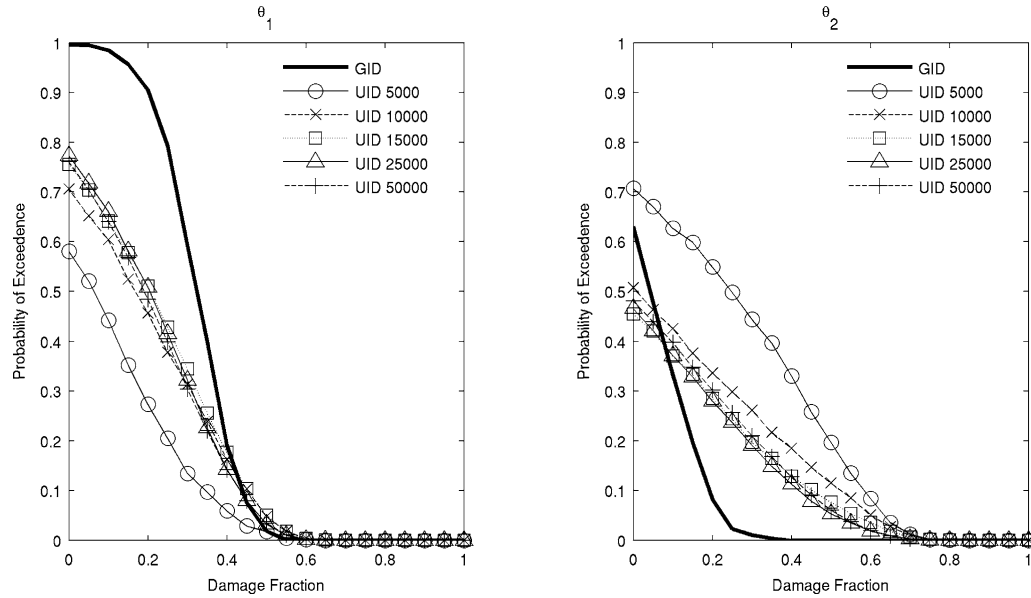 θ1
1
0.9
0.8
0.7
0.6
0.5
0.4
0.3
0.2
0.1
0
Probability of Exceedence
0
0.2
0.4
0.6
0.8
1
Damage Fraction
GID
UID 5000
UID 10000
UID 15000
UID 25000
UID 50000
θ2
1
0.9
0.8
0.7
0.6
0.5
0.4
0.3
0.2
0.1
0
Probability of Exceedence
0
0.2
0.4
0.6
0.8
1
Damage Fraction
GID
UID 5000
UID 10000
UID 15000
UID 25000
UID 50000